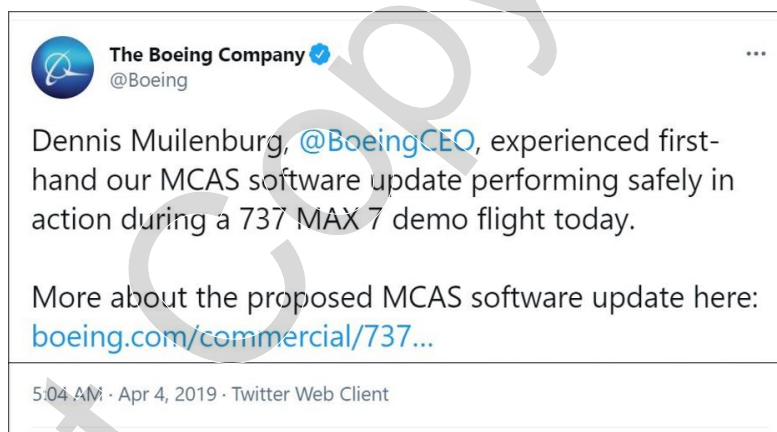 The Boeing Company
@Boeing
Dennis Muilenburg, @BoeingCEO, experienced first-
hand our MCAS software update performing safely in
action during a 737 MAX 7 demo flight today.
More about the proposed MCAS software update here:
boeing.com/commercial/737...
5:04 AM · Apr 4, 2019 · Twitter Web Client
t Copy